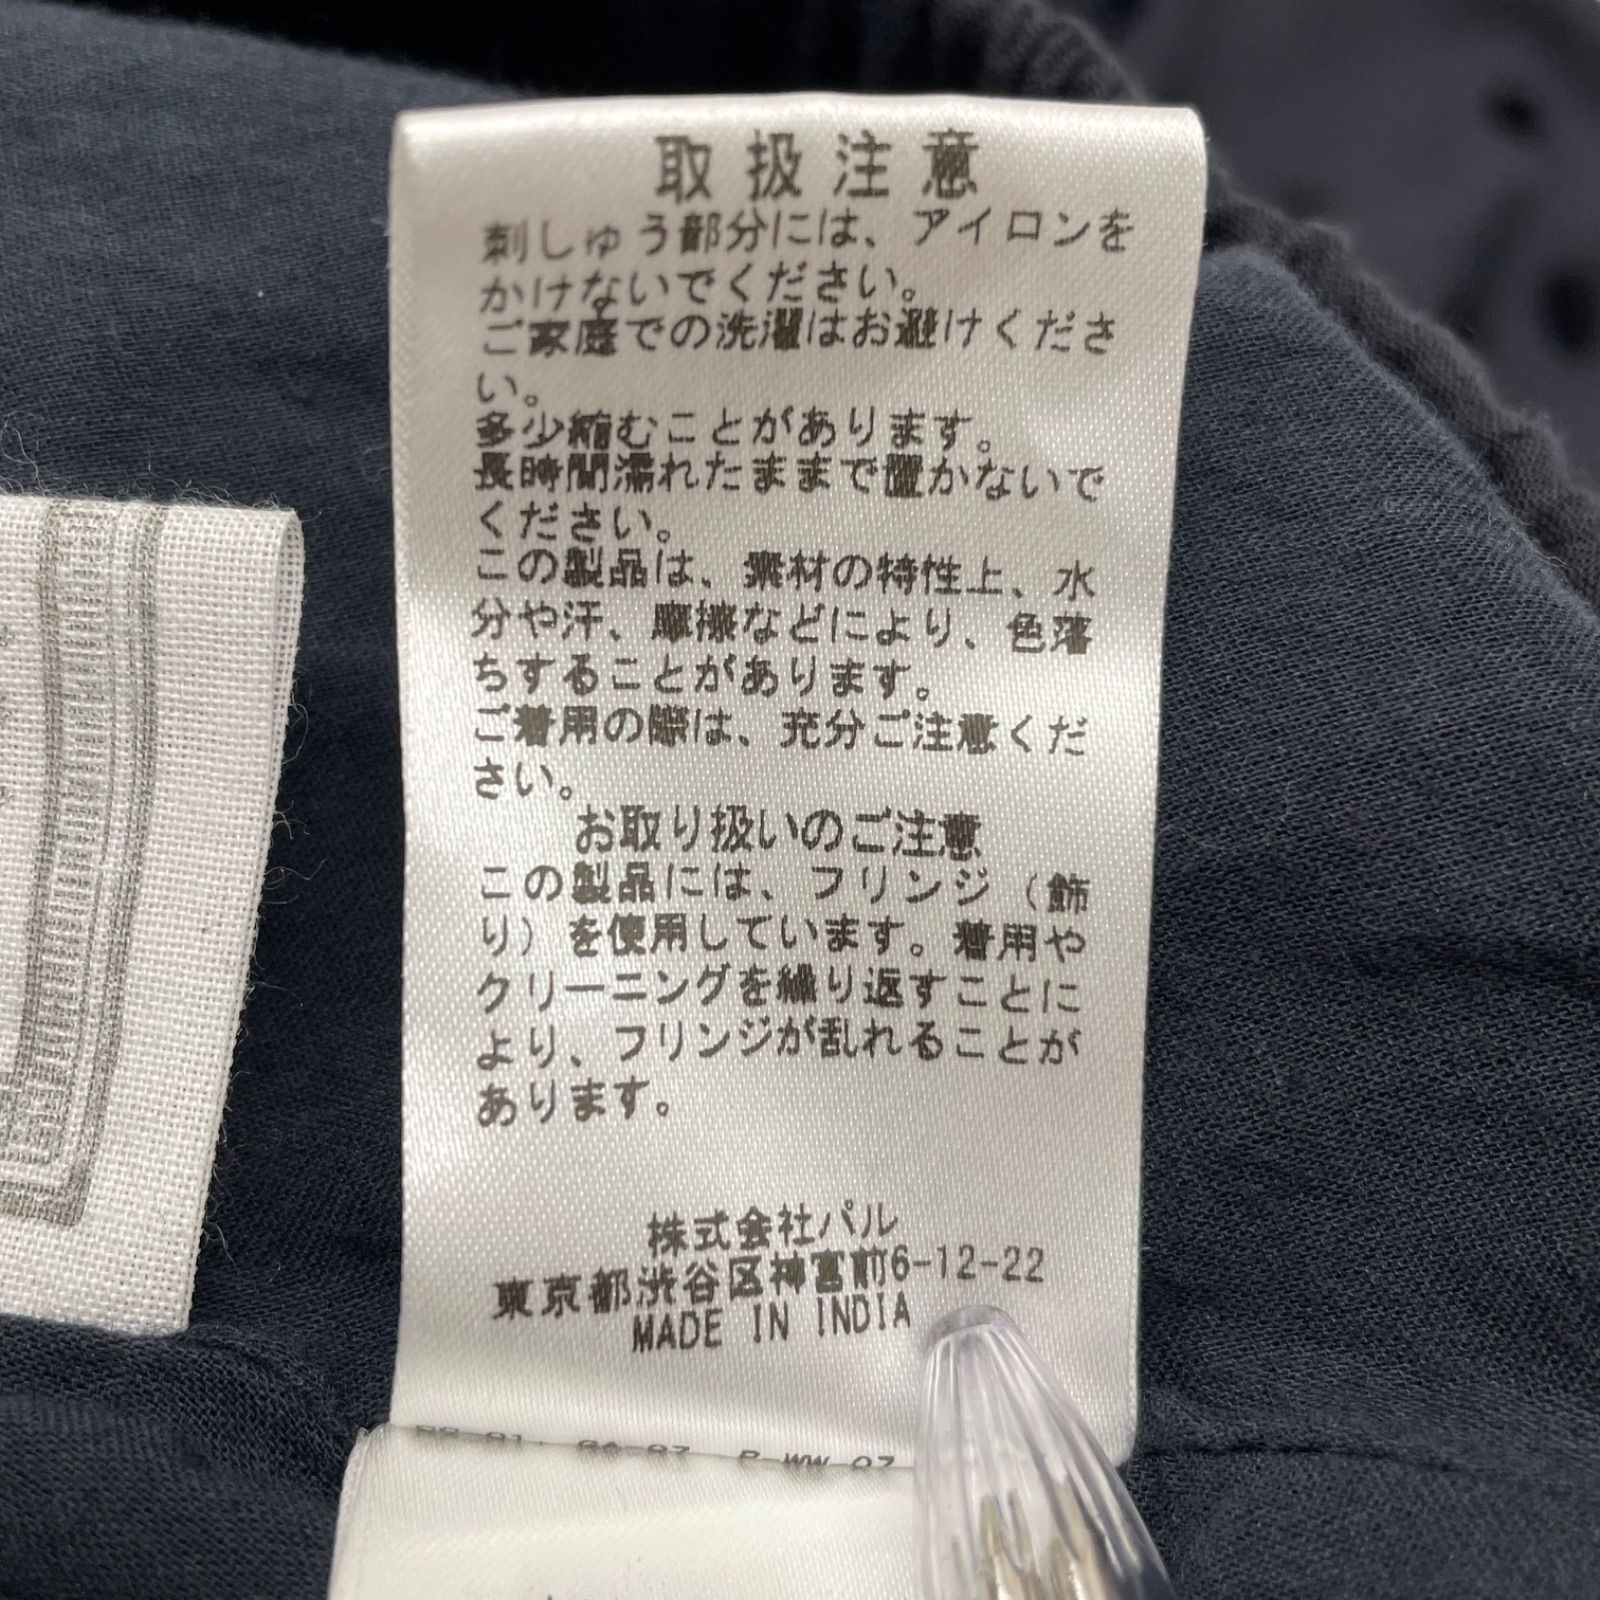 取扱注意
刺しゅう部分には、アイロンを
かけないでください。
ご家庭での洗濯はお避けくださ
い。
多少縮むことがあります。
長時間濡れたままで置かないで
ください。
この製品は、素材の特性上、水
分や汗、摩擦などにより、色落
ちすることがあります。
ご着用の際は、充分ご注意くだ
さい。
お取り扱いのご注意
この製品には、フリンジ（飾
り）を使用しています。着用や
クリーニングを繰り返すことに
より、フリンジが乱れることが
あります。
株式会社パル
東京都渋谷区神宮前6-12-22
MADE IN INDIA